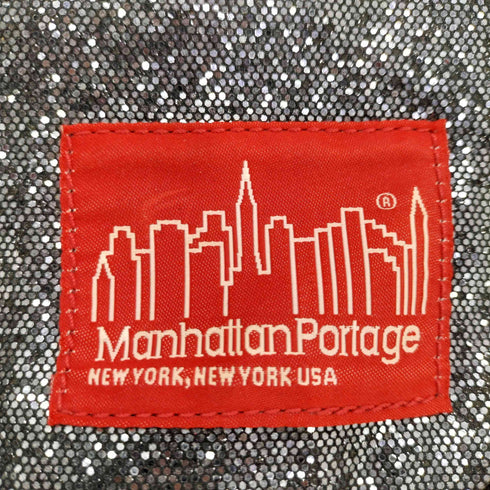 ®
ManhattanPortage
NEW YORK, NEW YORK USA